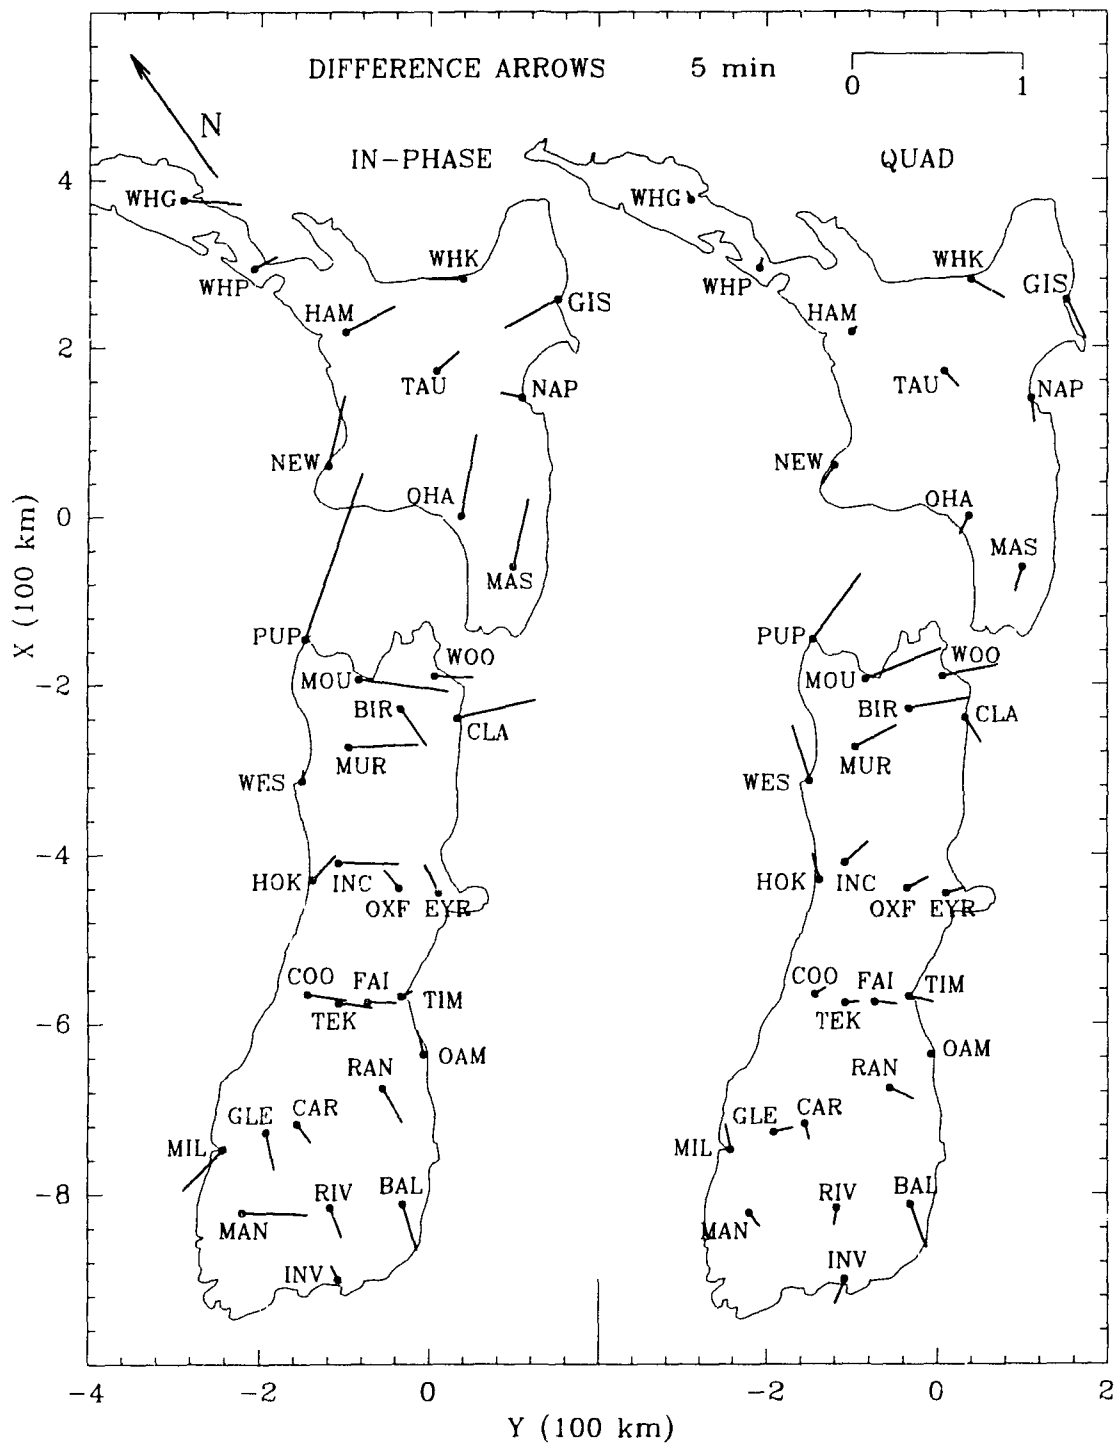 DIFFERENCE ARROWS 5 min
0 1
N
IN-PHASE QUAD
4
WHG WHG
WHP WHK WHP WHK
HAM GIS HAM GIS
2
TAU NAP TAU NAP
NEW NEW
OHA OHA
0
MAS MAS
PUP PUP
WOO WOO
MOU MOU
-2
BIR BIR
CLA CLA
MUR MUR
WES WES
-4
HOK INC HOK INC
OXF EYR OXF EYR
COO FAI COO FAI
TIM TIM
TEK TEK
-6
OAM OAM
RAN RAN
GLE CAR GLE CAR
MIL MIL
-8
RIV BAL RIV BAL
MAN MAN
INV INV
-4 -2 0 -2 0 2
X (100 km)
Y (100 km)